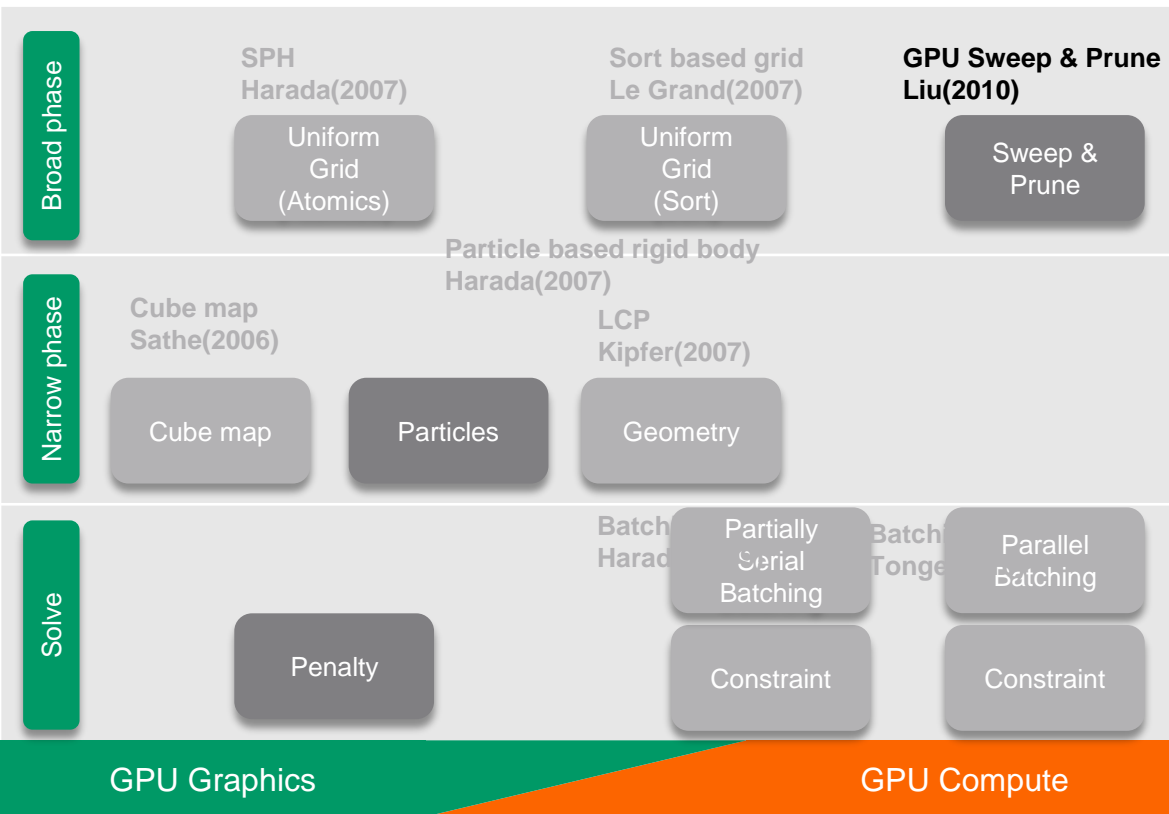 Broad phase
SPH
Harada(2007)
Sort based grid
Le Grand(2007)
GPU Sweep & Prune
Liu(2010)
Uniform
Grid
(Atomics)
Uniform
Grid
(Sort)
Sweep &
Prune
Particle based rigid body
Harada(2007)
Narrow phase
Cube map
Sathe(2006)
LCP
Kipfer(2007)
Cube map
Particles
Geometry
Solve
Partially
Serial
Batching
Parallel
Batching
Penalty
Constraint
Constraint
GPU Graphics
GPU Compute